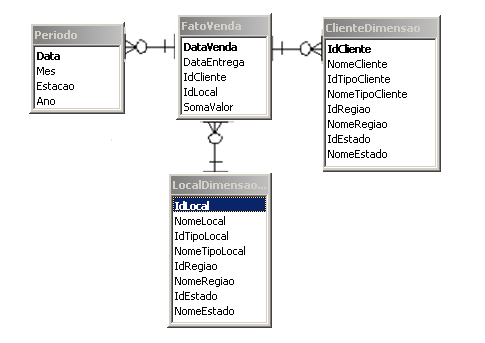 Periodo
Data
Mes
Estacao
Ano
FatoVenda
DataVenda
DataEntrega
IdCliente
IdLocal
SomaValor
ClienteDimensao
IdCliente
NomeCliente
IdTipoCliente
NomeTipoCliente
IdRegiao
NomeRegiao
IdEstado
NomeEstado
LocalDimensao...
IdLocal
NomeLocal
IdTipoLocal
NomeTipoLocal
IdRegiao
NomeRegiao
IdEstado
NomeEstado